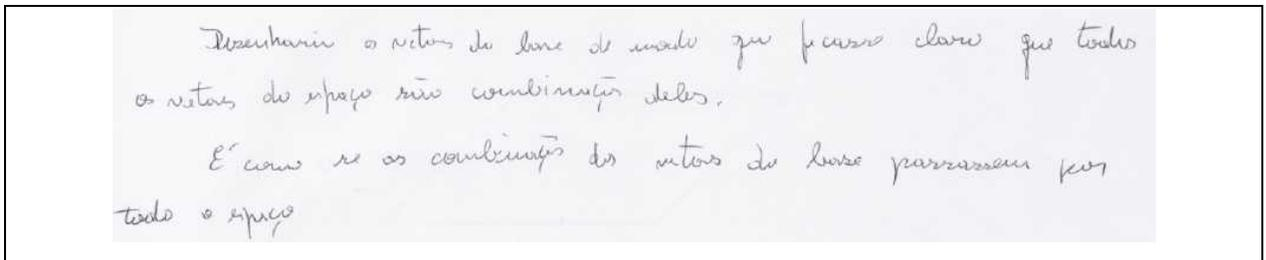 Desenharia os vetores da base de modo que ficasse claro que todos
os vetores do espaço são combinações deles.
É como se as combinações dos vetores da base passassem por
todo o espaço